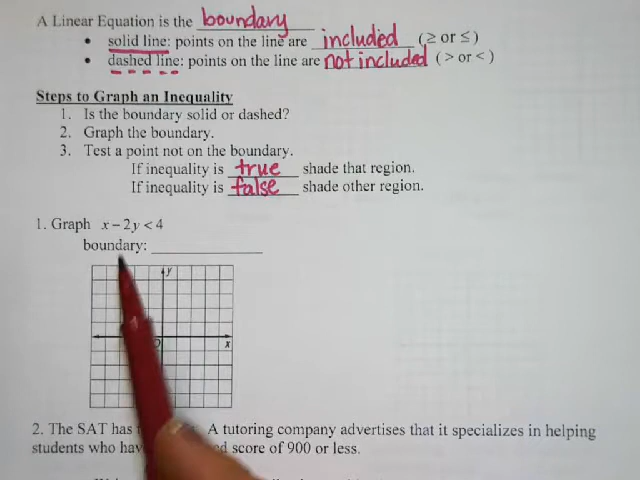 A Linear Equation is the boundary
• solid line: points on the line are included (≥ or ≤)
• dashed line: points on the line are not included (> or <)
Steps to Graph an Inequality
1. Is the boundary solid or dashed?
2. Graph the boundary.
3. Test a point not on the boundary.
If inequality is true shade that region.
If inequality is false shade other region.
1. Graph x – 2y < 4
boundary:
y
x
2. The SAT has A tutoring company advertises that it specializes in helping
students who score of 900 or less.